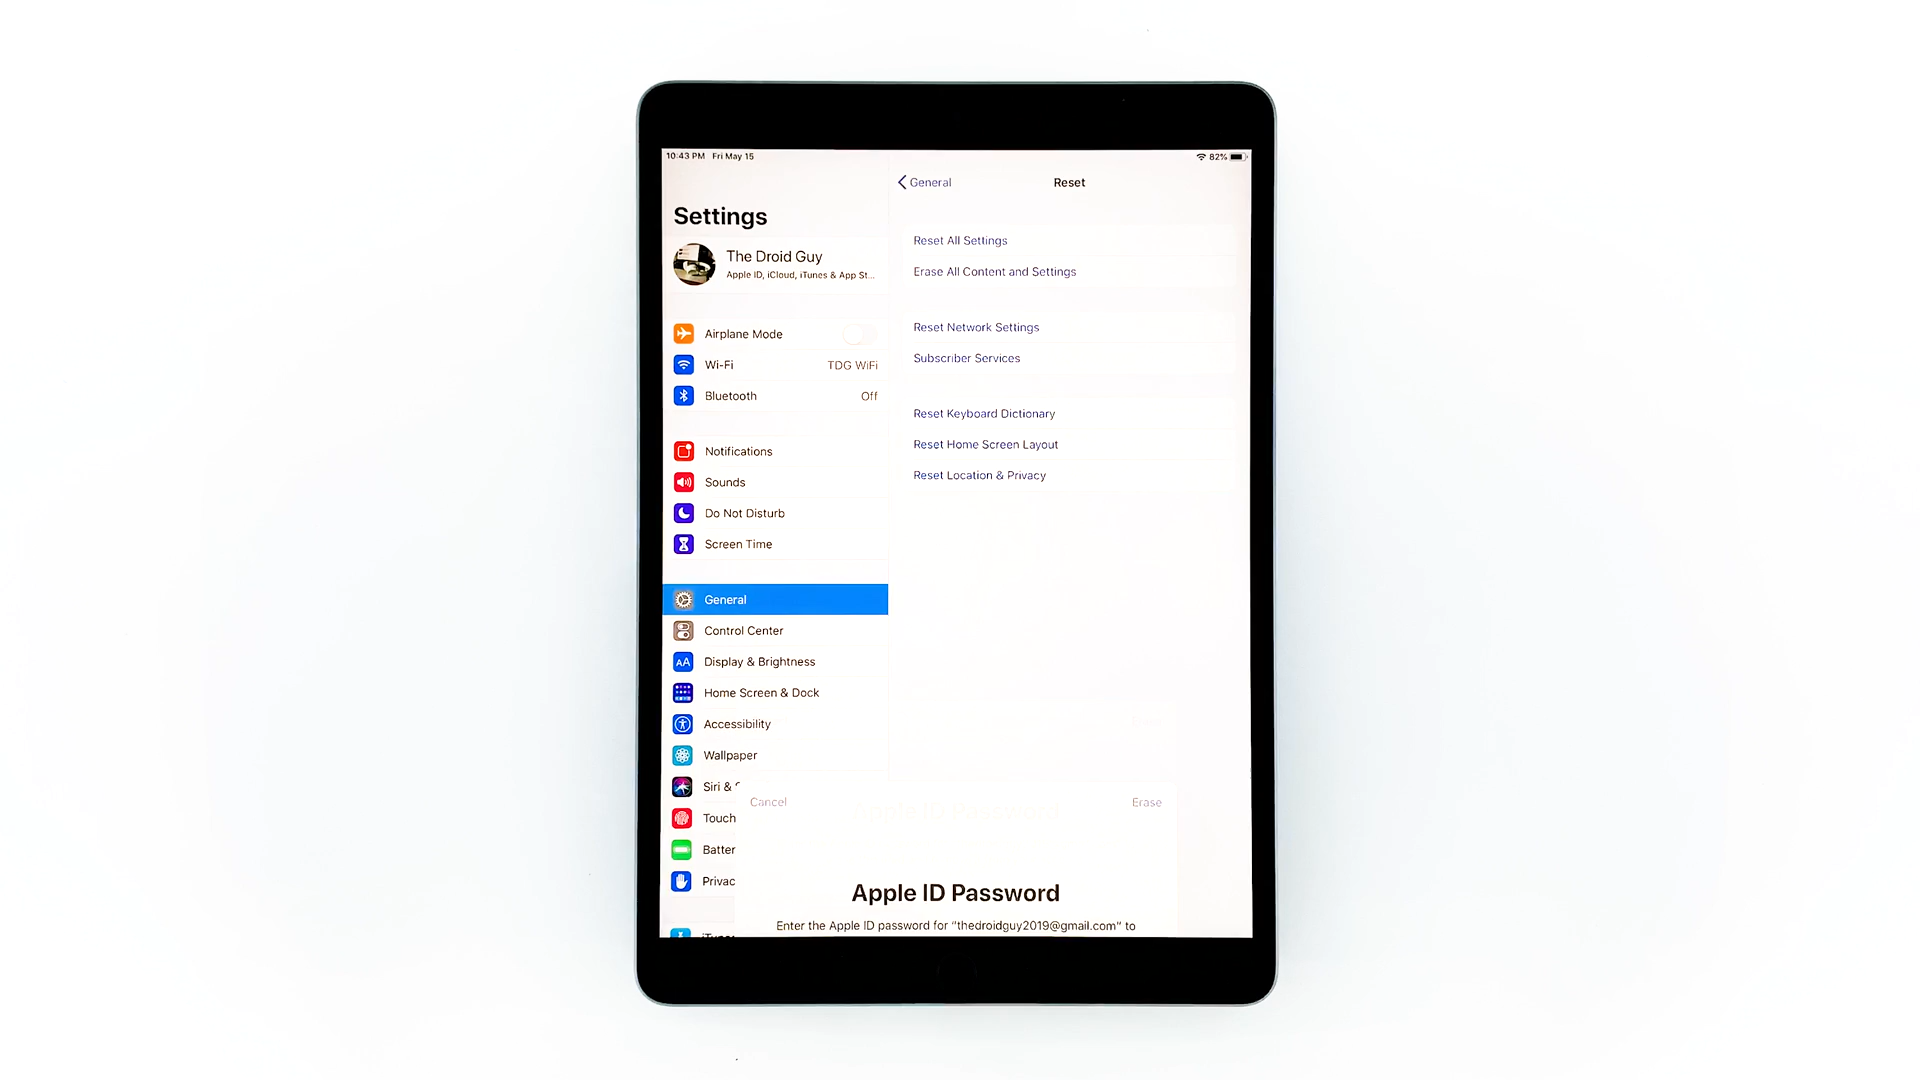 10:43 PM Fri May 15
82%
Settings
The Droid Guy
Apple ID, iCloud, iTunes & App St...
Airplane Mode
Wi-Fi TDG WiFi
Bluetooth Off
Notifications
Sounds
Do Not Disturb
Screen Time
General
Control Center
Display & Brightness
Home Screen & Dock
Accessibility
Wallpaper
Siri &
Touch
Batter
Privac
General
Reset
Reset All Settings
Erase All Content and Settings
Reset Network Settings
Subscriber Services
Reset Keyboard Dictionary
Reset Home Screen Layout
Reset Location & Privacy
Cancel
Erase
Apple ID Password
Apple ID Password
Enter the Apple ID password for “thedroidguy2019@gmail.com” to